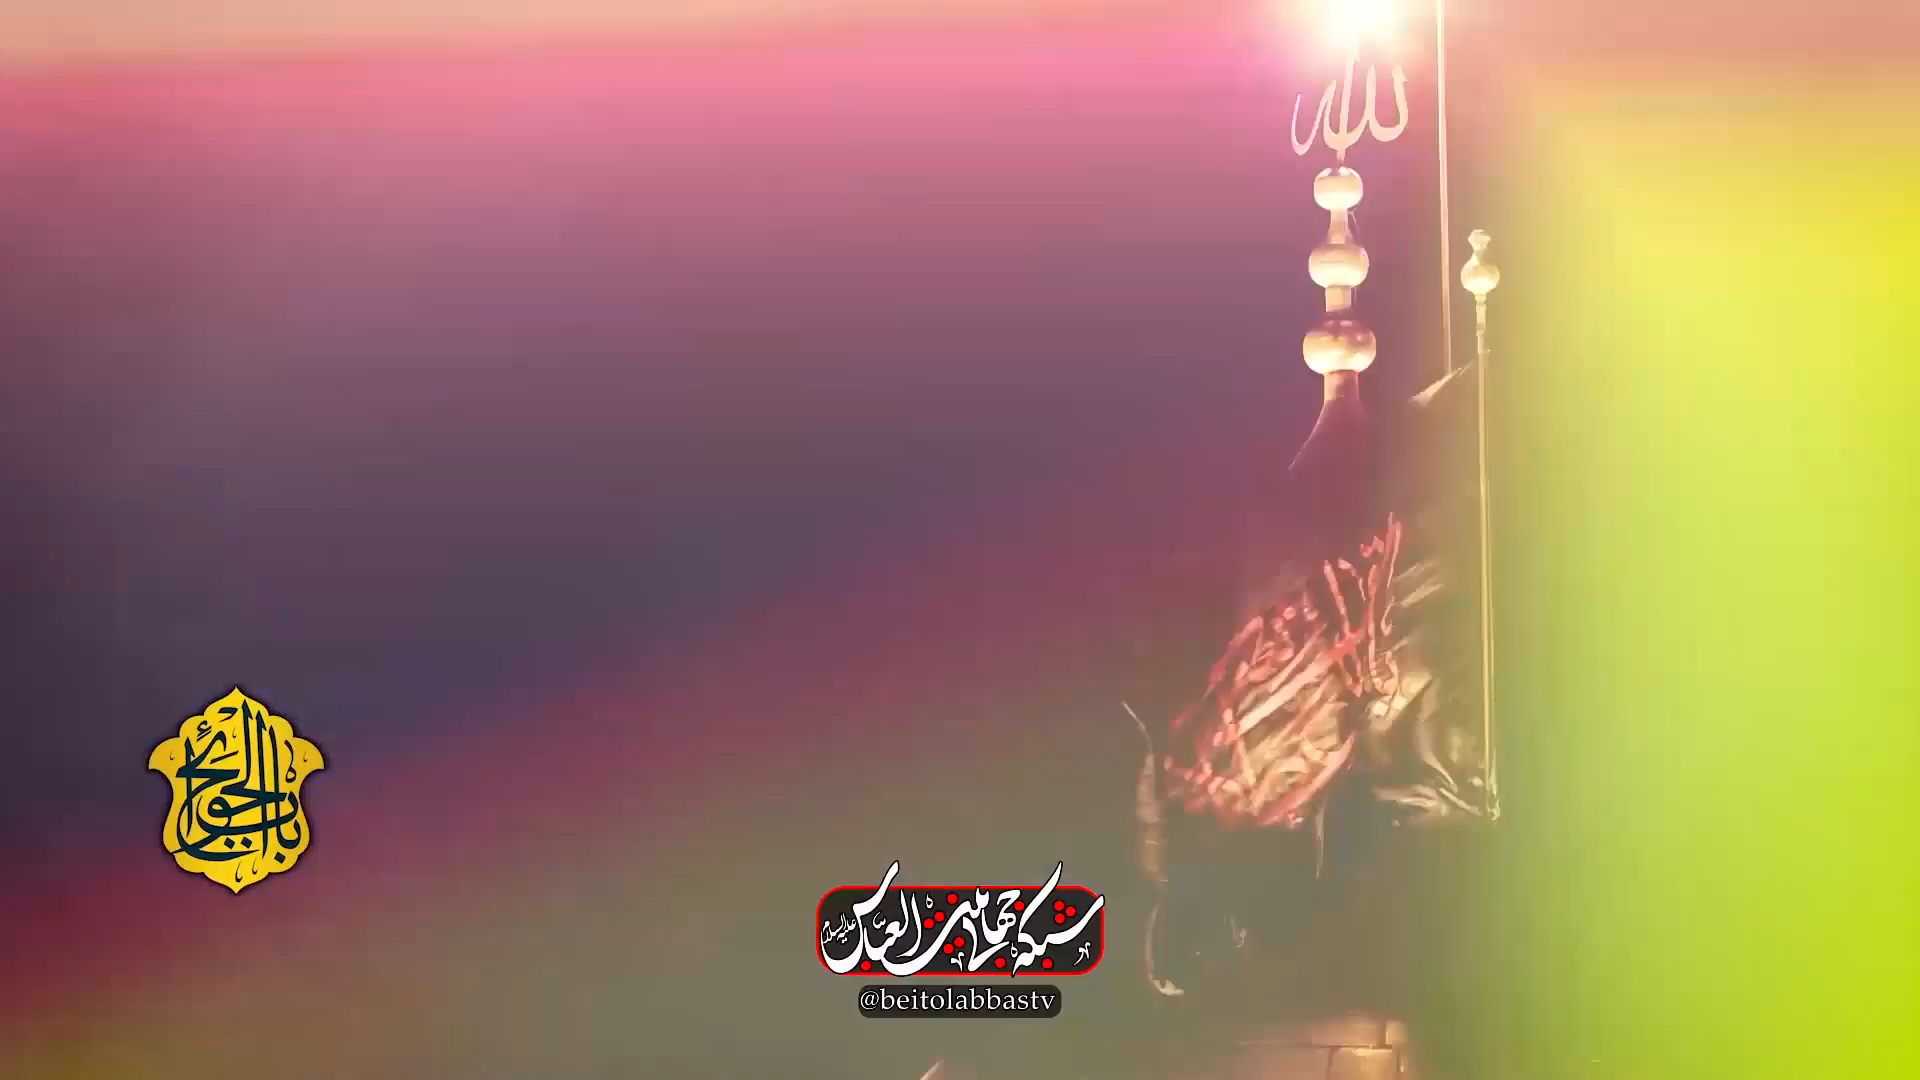 الله
باب الحوائج
شبکه جهانی بیت العباس علیه‌السلام
@beitolabbastv